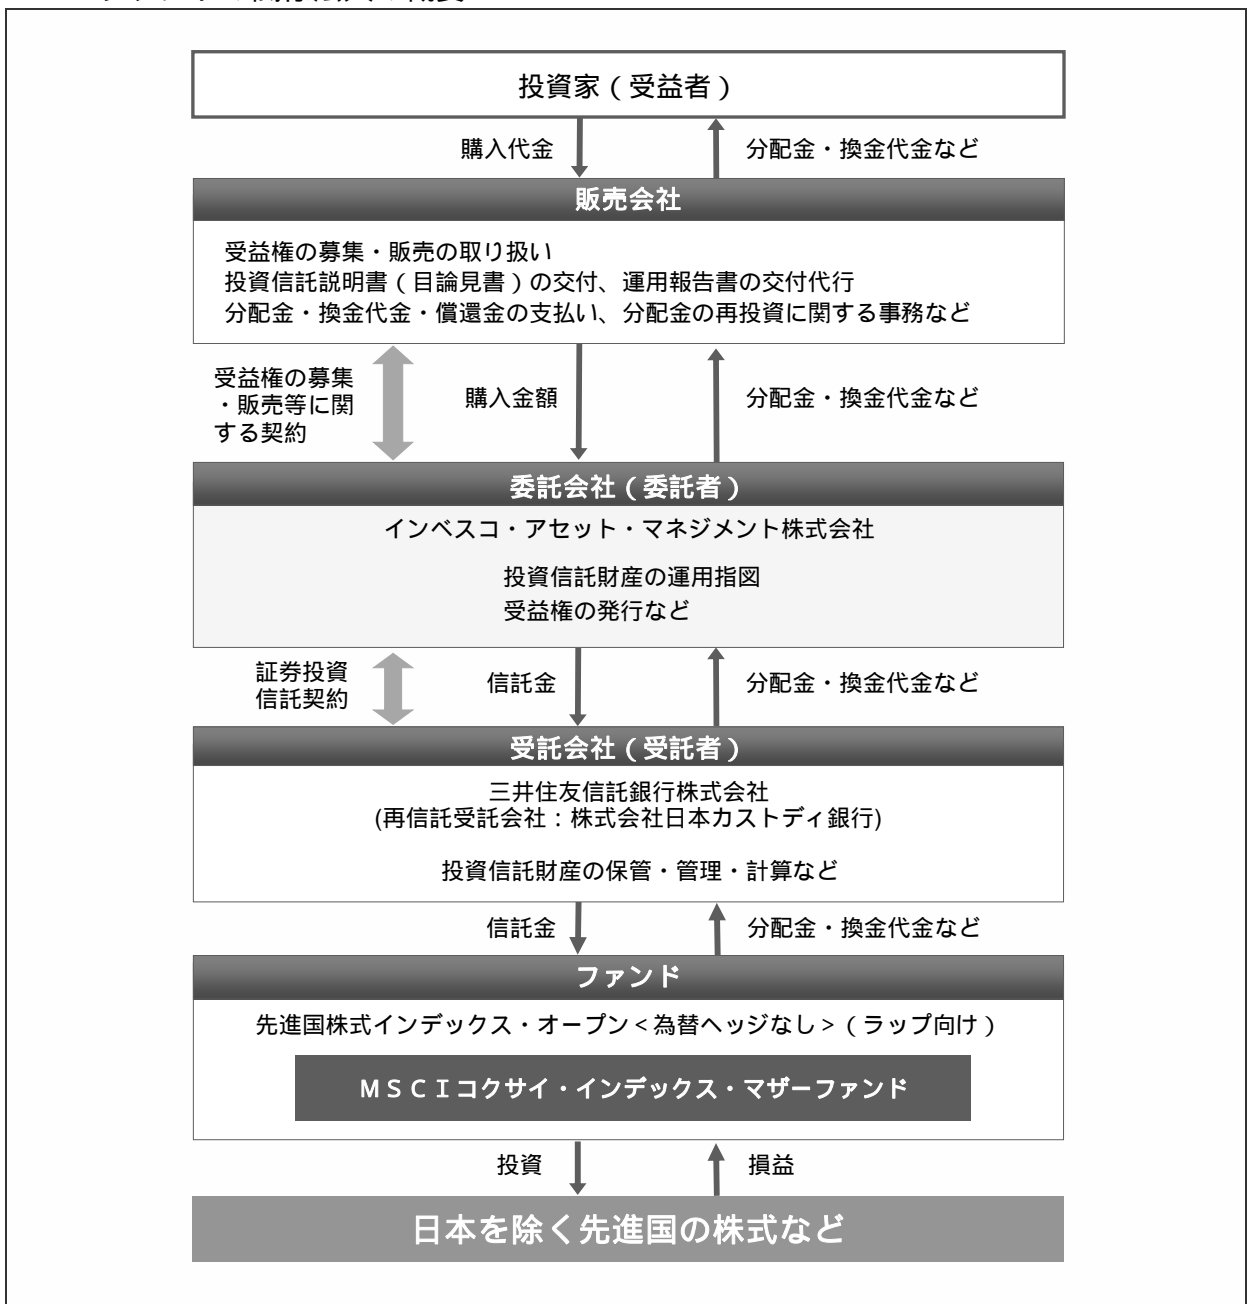 投資家（受益者）
購入代金
分配金・換金代金など
販売会社
受益権の募集・販売の取り扱い
投資信託説明書（目論見書）の交付、運用報告書の交付代行
分配金・換金代金・償還金の支払い、分配金の再投資に関する事務など
受益権の募集
・販売等に関
する契約
購入金額
分配金・換金代金など
委託会社（委託者）
インベスコ・アセット・マネジメント株式会社
投資信託財産の運用指図
受益権の発行など
証券投資
信託契約
信託金
分配金・換金代金など
受託会社（受託者）
三井住友信託銀行株式会社
(再信託受託会社：株式会社日本カストディ銀行)
投資信託財産の保管・管理・計算など
信託金
分配金・換金代金など
ファンド
先進国株式インデックス・オープン＜為替ヘッジなし＞（ラップ向け）
ＭＳＣＩコクサイ・インデックス・マザーファンド
投資
損益
日本を除く先進国の株式など